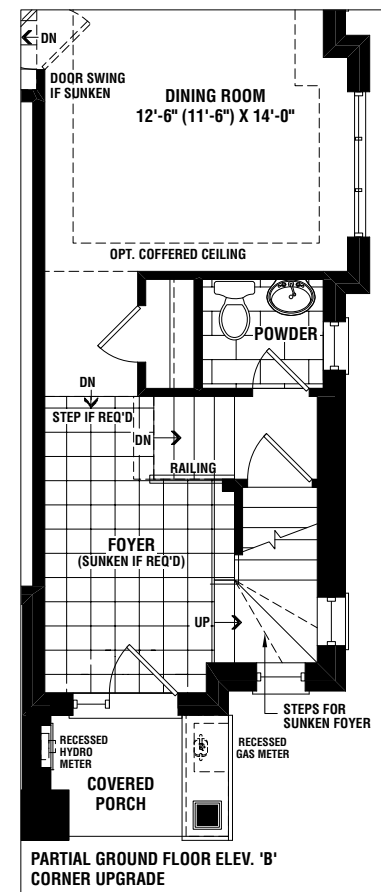 DN
DOOR SWING
IF SUNKEN
DINING ROOM
12'-6" (11'-6") X 14'-0"
OPT. COFFERED CEILING
POWDER
DN
STEP IF REQ'D
DN
RAILING
FOYER
(SUNKEN IF REQ'D)
UP
STEPS FOR
SUNKEN FOYER
RECESSED
HYDRO
METER
RECESSED
GAS METER
COVERED
PORCH
PARTIAL GROUND FLOOR ELEV. 'B'
CORNER UPGRADE